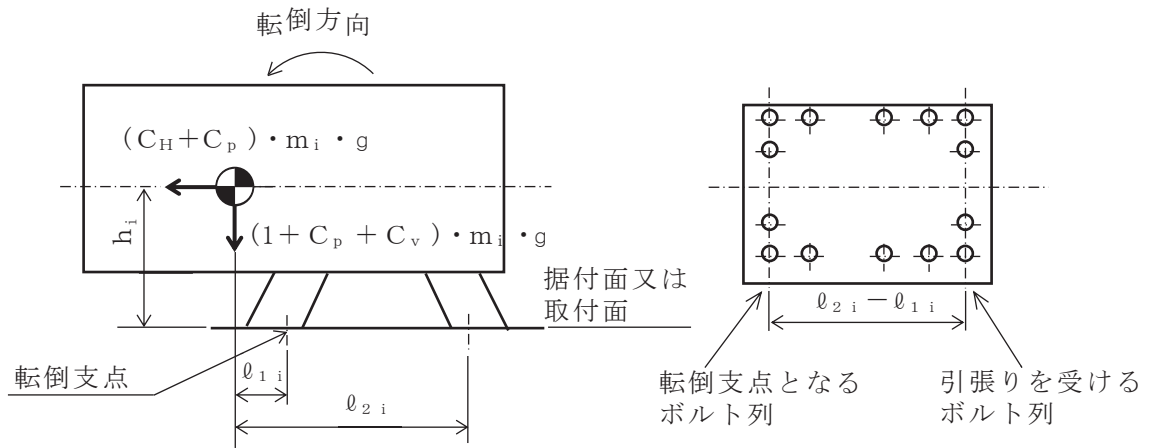 転倒方向
(C_H+C_p)・m_i・g
h_i
(1+C_p+C_v)・m_i・g
据付面又は
取付面
転倒支点
ℓ_1i
ℓ_2i
ℓ_2i-ℓ_1i
転倒支点となる
ボルト列
引張りを受ける
ボルト列